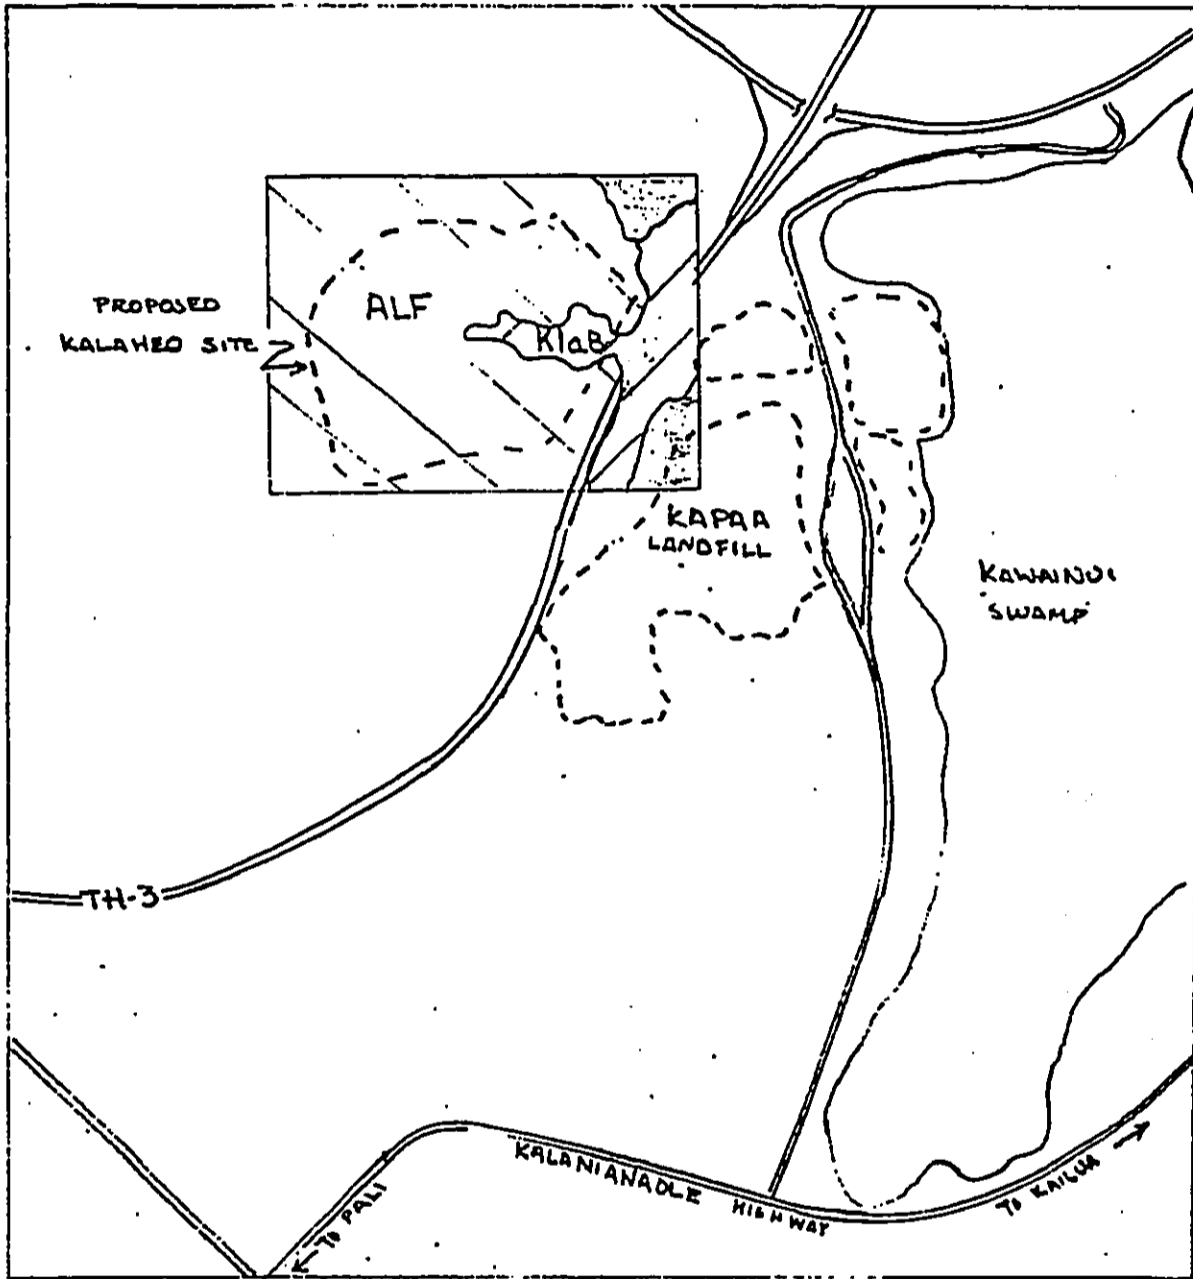 PROPOSED
KALAHEO SITE
ALF
KlaB
KAPAA
LANDFILL
KAWAINUI
SWAMP
TH-3
KALANIANAOLE HIGHWAY
TO PALI
TO KAILUA